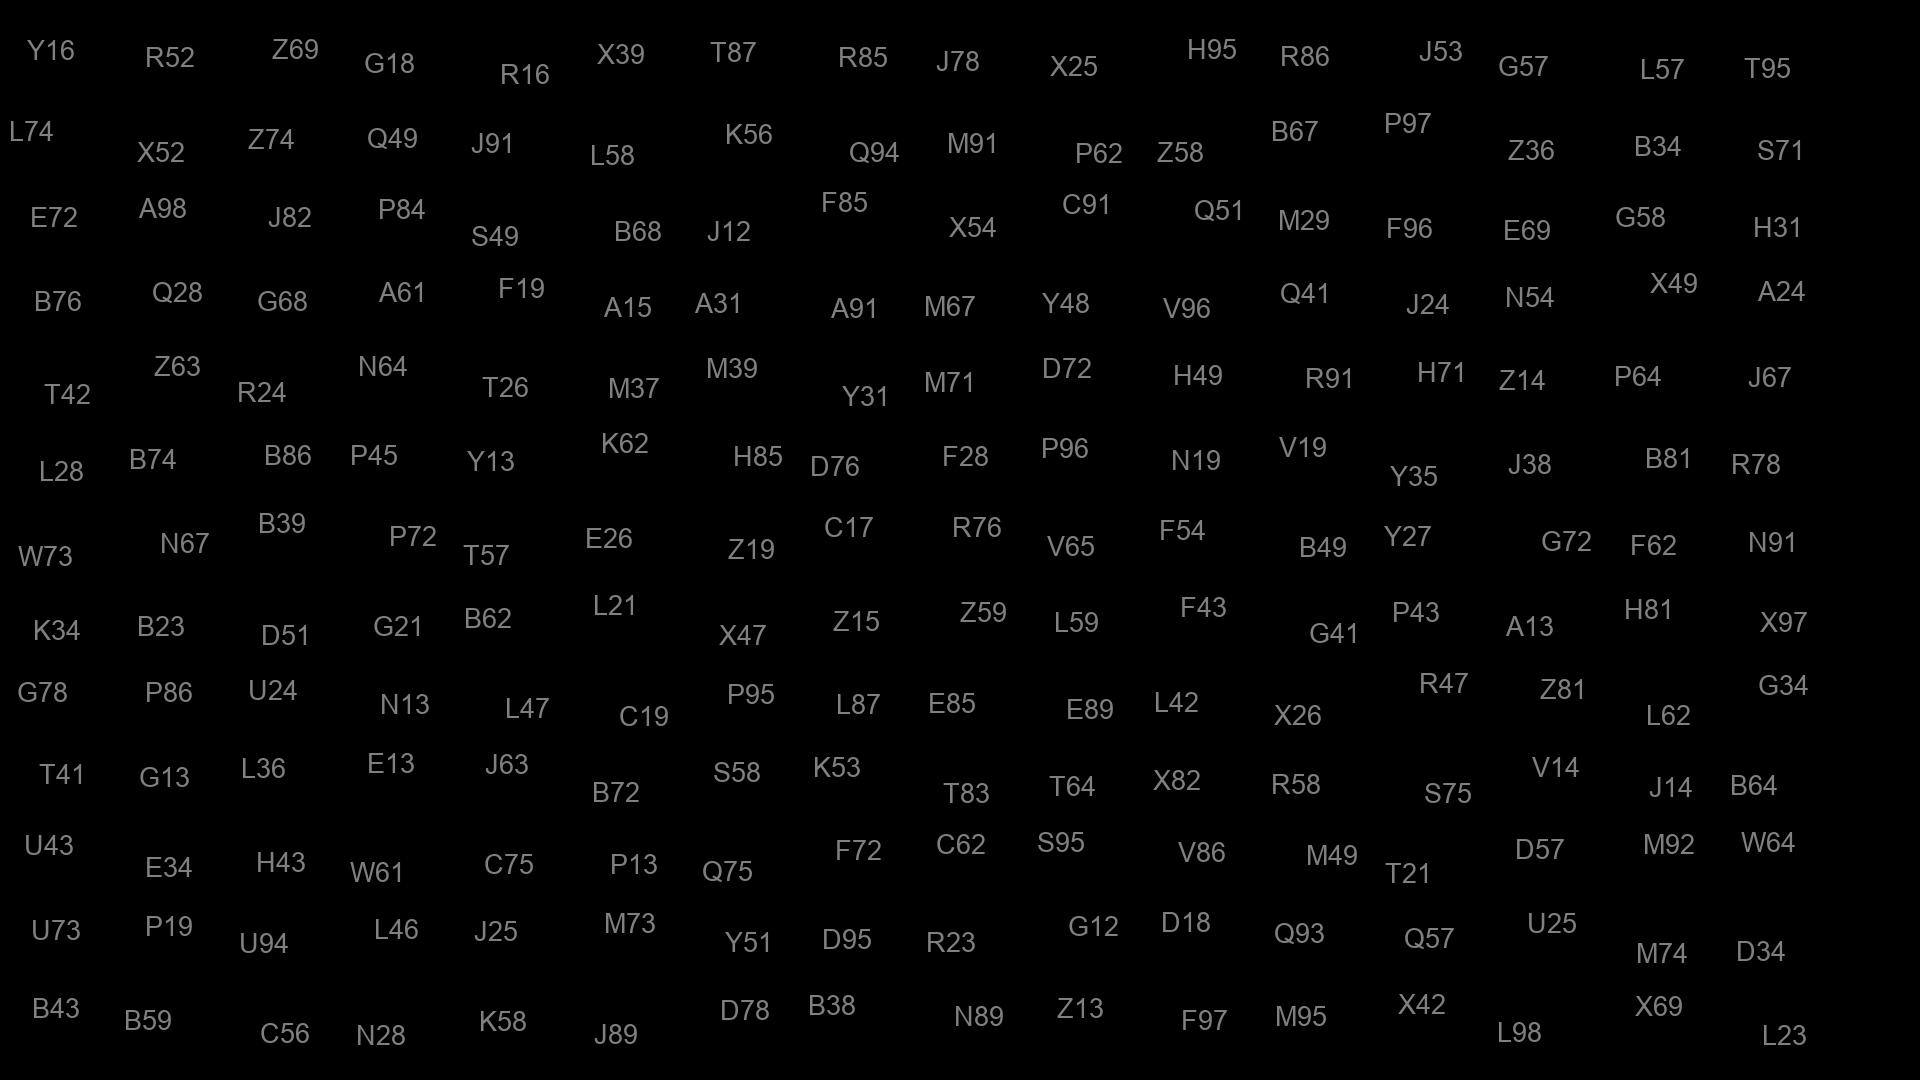 Y16 R52 Z69 G18 R16 X39 T87 R85 J78 X25 H95 R86 J53 G57 L57 T95
L74 X52 Z74 Q49 J91 L58 K56 Q94 M91 P62 Z58 B67 P97 Z36 B34 S71
E72 A98 J82 P84 S49 B68 J12 F85 X54 C91 Q51 M29 F96 E69 G58 H31
B76 Q28 G68 A61 F19 A15 A31 A91 M67 Y48 V96 Q41 J24 N54 X49 A24
T42 Z63 R24 N64 T26 M37 M39 Y31 M71 D72 H49 R91 H71 Z14 P64 J67
L28 B74 B86 P45 Y13 K62 H85 D76 F28 P96 N19 V19 Y35 J38 B81 R78
W73 N67 B39 P72 T57 E26 Z19 C17 R76 V65 F54 B49 Y27 G72 F62 N91
K34 B23 D51 G21 B62 L21 X47 Z15 Z59 L59 F43 G41 P43 A13 H81 X97
G78 P86 U24 N13 L47 C19 P95 L87 E85 E89 L42 X26 R47 Z81 L62 G34
T41 G13 L36 E13 J63 B72 S58 K53 T83 T64 X82 R58 S75 V14 J14 B64
U43 E34 H43 W61 C75 P13 Q75 F72 C62 S95 V86 M49 T21 D57 M92 W64
U73 P19 U94 L46 J25 M73 Y51 D95 R23 G12 D18 Q93 Q57 U25 M74 D34
B43 B59 C56 N28 K58 J89 D78 B38 N89 Z13 F97 M95 X42 L98 X69 L23